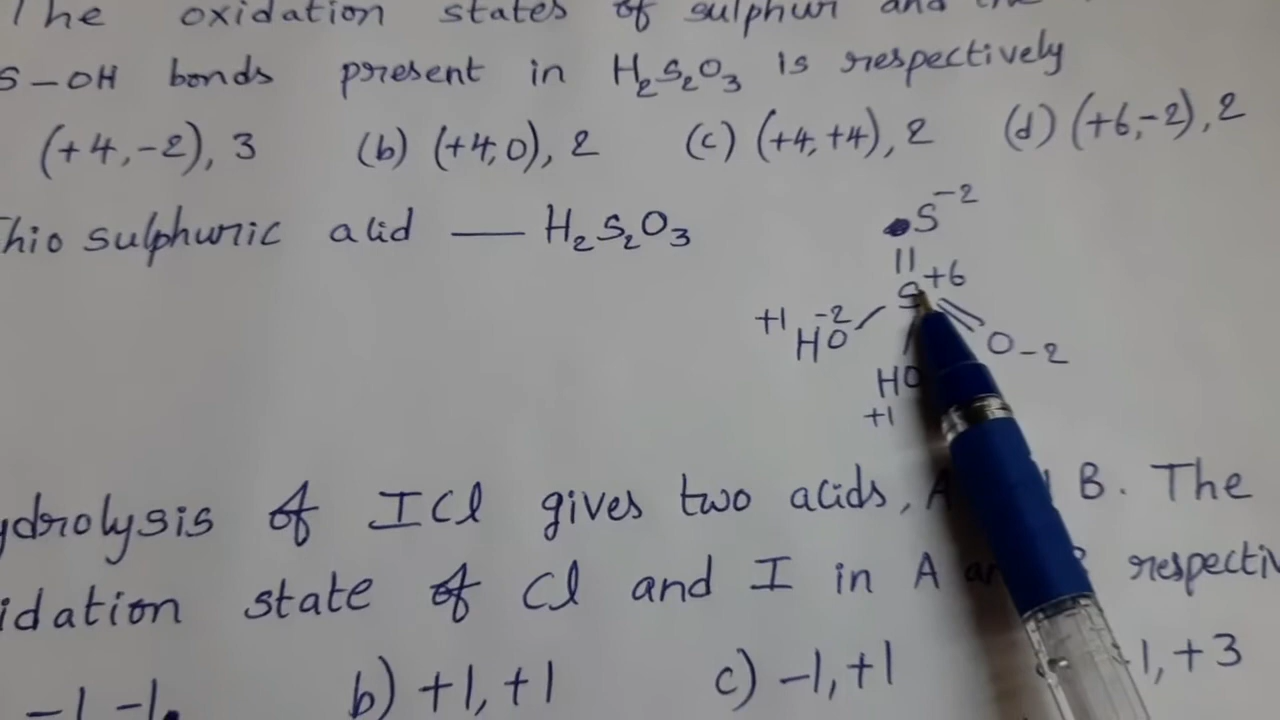 The oxidation states of sulphur and the
S-OH bonds present in H₂S₂O₃ is respectively
(+4,-2), 3 (b) (+4,0), 2 (c) (+4,+4), 2 (d) (+6,-2), 2
Thio sulphuric acid — H₂S₂O₃
S⁻²
||
S +6
+1 HO -2
O -2
HO
+1
ydrolysis of ICl gives two acids, A B. The
idation state of Cl and I in A respectiv
-1 -1, b) +1, +1 c) -1, +1 1, +3